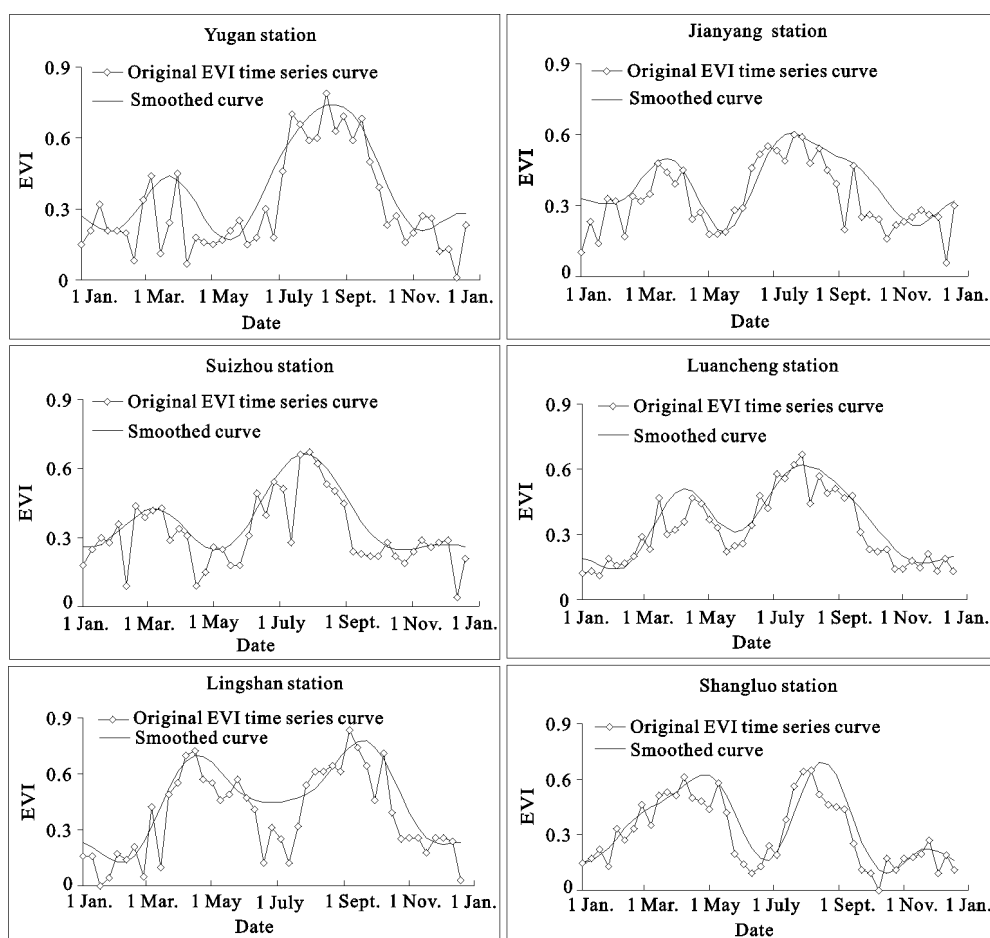 Yugan station
Original EVI time series curve
Smoothed curve
0.9
0.6
0.3
0
EVI
1 Jan. 1 Mar. 1 May 1 July 1 Sept. 1 Nov. 1 Jan.
Date
Jianyang station
Original EVI time series curve
Smoothed curve
0.9
0.6
0.3
0
EVI
1 Jan. 1 Mar. 1 May 1 July 1 Sept. 1 Nov. 1 Jan.
Date
Suizhou station
Original EVI time series curve
Smoothed curve
0.9
0.6
0.3
0
EVI
1 Jan. 1 Mar. 1 May 1 July 1 Sept. 1 Nov. 1 Jan.
Date
Luancheng station
Original EVI time series curve
Smoothed curve
0.9
0.6
0.3
0
EVI
1 Jan. 1 Mar. 1 May 1 July 1 Sept. 1 Nov. 1 Jan.
Date
Lingshan station
Original EVI time series curve
Smoothed curve
0.9
0.6
0.3
0
EVI
1 Jan. 1 Mar. 1 May 1 July 1 Sept. 1 Nov. 1 Jan.
Date
Shangluo station
Original EVI time series curve
Smoothed curve
0.9
0.6
0.3
0
EVI
1 Jan. 1 Mar. 1 May 1 July 1 Sept. 1 Nov. 1 Jan.
Date